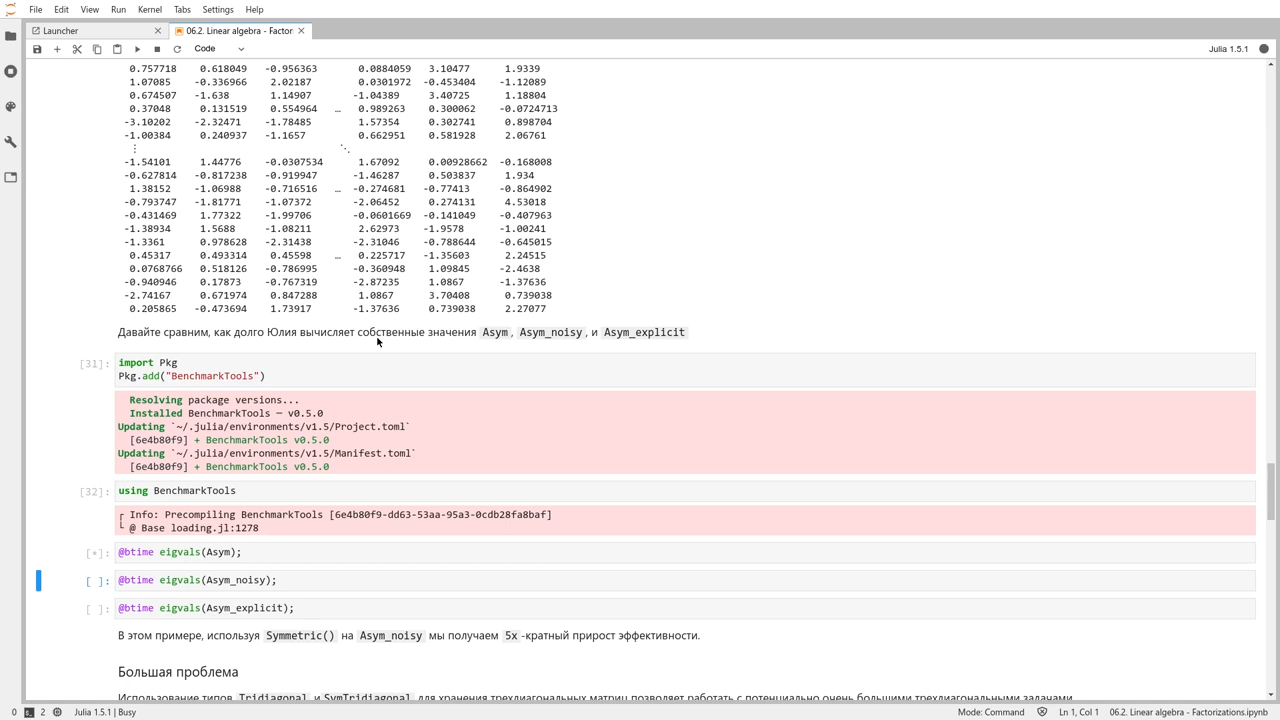 File Edit View Run Kernel Tabs Settings Help
Launcher × 06.2. Linear algebra - Factor ×
Code Julia 1.5.1
0.757718 0.618049 -0.956363 0.0884059 3.10477 1.9339
1.07085 -0.336966 2.02187 0.0301972 -0.453404 -1.12089
0.674507 -1.638 1.14907 -1.04389 3.40725 1.18804
0.37048 0.131519 0.554964 … 0.989263 0.300062 -0.0724713
-3.10202 -2.32471 -1.78485 1.57354 0.302741 0.898704
-1.00384 0.240937 -1.1657 0.662951 0.581928 2.06761
⋮ ⋱
-1.54101 1.44776 -0.0307534 1.67092 0.00928662 -0.168008
-0.627814 -0.817238 -0.919947 -1.46287 0.503837 1.934
1.38152 -1.06988 -0.716516 … -0.274681 -0.77413 -0.864902
-0.793747 -1.81771 -1.07372 -2.06452 0.274131 4.53018
-0.431469 1.77322 -1.99706 -0.0601669 -0.141049 -0.407963
-1.38934 1.5688 -1.08211 2.62973 -1.9578 -1.00241
-1.3361 0.978628 -2.31438 -2.31046 -0.788644 -0.645015
0.45317 0.493314 0.45598 … 0.225717 -1.35603 2.24515
0.0768766 0.518126 -0.786995 -0.360948 1.09845 -2.4638
-0.940946 0.17873 -0.767319 -2.87235 1.0867 -1.37636
-2.74167 0.671974 0.847288 1.0867 3.70408 0.739038
0.205865 -0.473694 1.73917 -1.37636 0.739038 2.27077
Давайте сравним, как долго Юлия вычисляет собственные значения Asym, Asym_noisy, и Asym_explicit
[31]: import Pkg
Pkg.add("BenchmarkTools")
Resolving package versions...
Installed BenchmarkTools ─ v0.5.0
Updating `~/.julia/environments/v1.5/Project.toml`
[6e4b80f9] + BenchmarkTools v0.5.0
Updating `~/.julia/environments/v1.5/Manifest.toml`
[6e4b80f9] + BenchmarkTools v0.5.0
[32]: using BenchmarkTools
┌ Info: Precompiling BenchmarkTools [6e4b80f9-dd63-53aa-95a3-0cdb28fa8baf]
└ @ Base loading.jl:1278
[*]: @btime eigvals(Asym);
[ ]: @btime eigvals(Asym_noisy);
[ ]: @btime eigvals(Asym_explicit);
В этом примере, используя Symmetric() на Asym_noisy мы получаем 5x-кратный прирост эффективности.
Большая проблема
Использование типов Tridiagonal и SymTridiagonal для хранения трехдиагональных матриц позволяет работать с потенциально очень большими трехдиагональными задачами.
0 2 Julia 1.5.1 | Busy Mode: Command Ln 1, Col 1 06.2. Linear algebra - Factorizations.ipynb